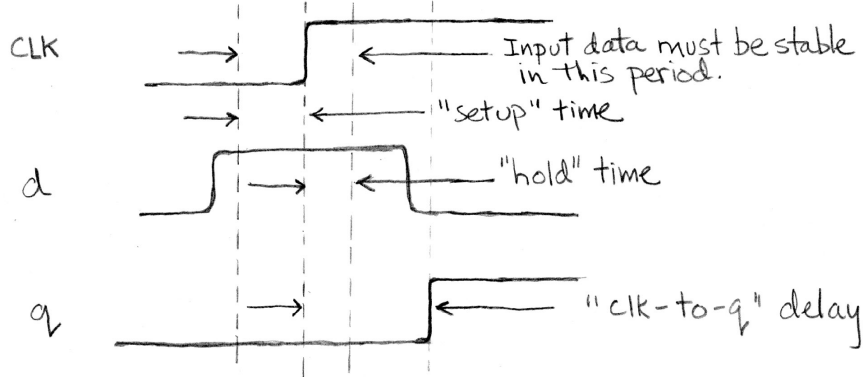 CLK
Input data must be stable
in this period.
"setup" time
d
"hold" time
q
"clk-to-q" delay